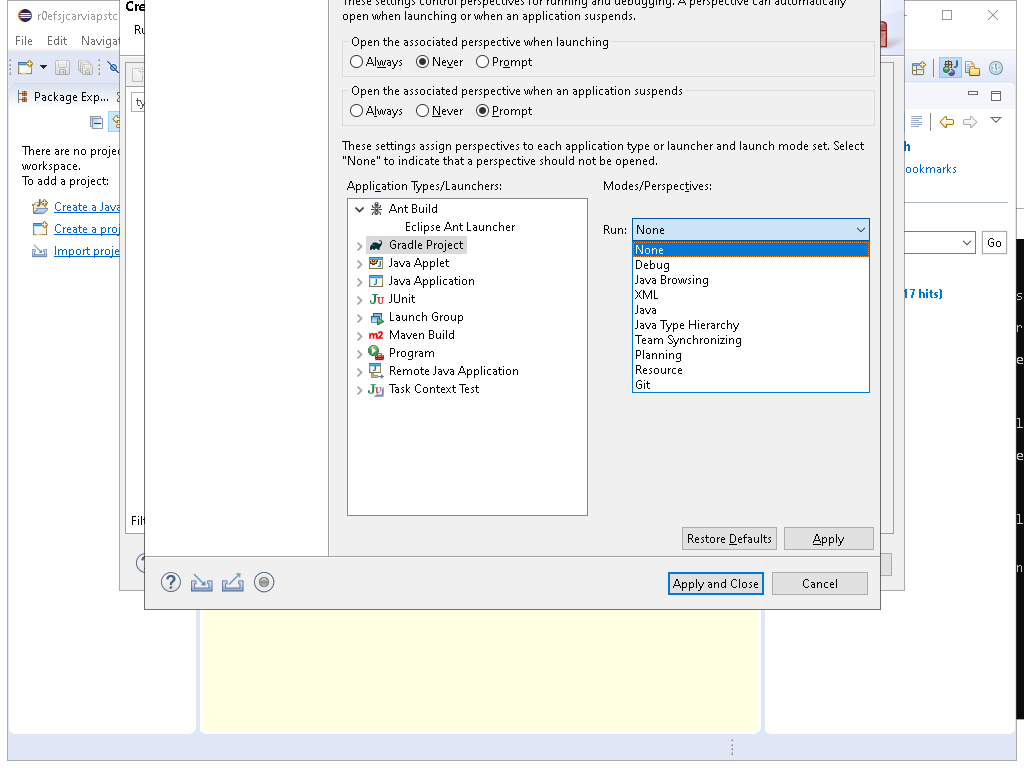 r0efsjcarviapstc
Cre
These settings control perspectives for running and debugging. A perspective can automatically
open when launching or when an application suspends.
Ru
File Edit Navigat
Open the associated perspective when launching
Always Never Prompt
Package Exp...
Open the associated perspective when an application suspends
ty
Always Never Prompt
There are no proje
workspace.
To add a project:
These settings assign perspectives to each application type or launcher and launch mode set. Select
"None" to indicate that a perspective should not be opened.
h
ookmarks
Create a Java
Create a proj
Import proje
Application Types/Launchers:
Modes/Perspectives:
Ant Build
Eclipse Ant Launcher
Gradle Project
Java Applet
Java Application
JUnit
Launch Group
Maven Build
Program
Remote Java Application
Task Context Test
Run: None
None
Debug
Java Browsing
XML
Java
Java Type Hierarchy
Team Synchronizing
Planning
Resource
Git
Go
17 hits)
s
r
e
l
e
l
n
Filt
Restore Defaults Apply
Apply and Close Cancel